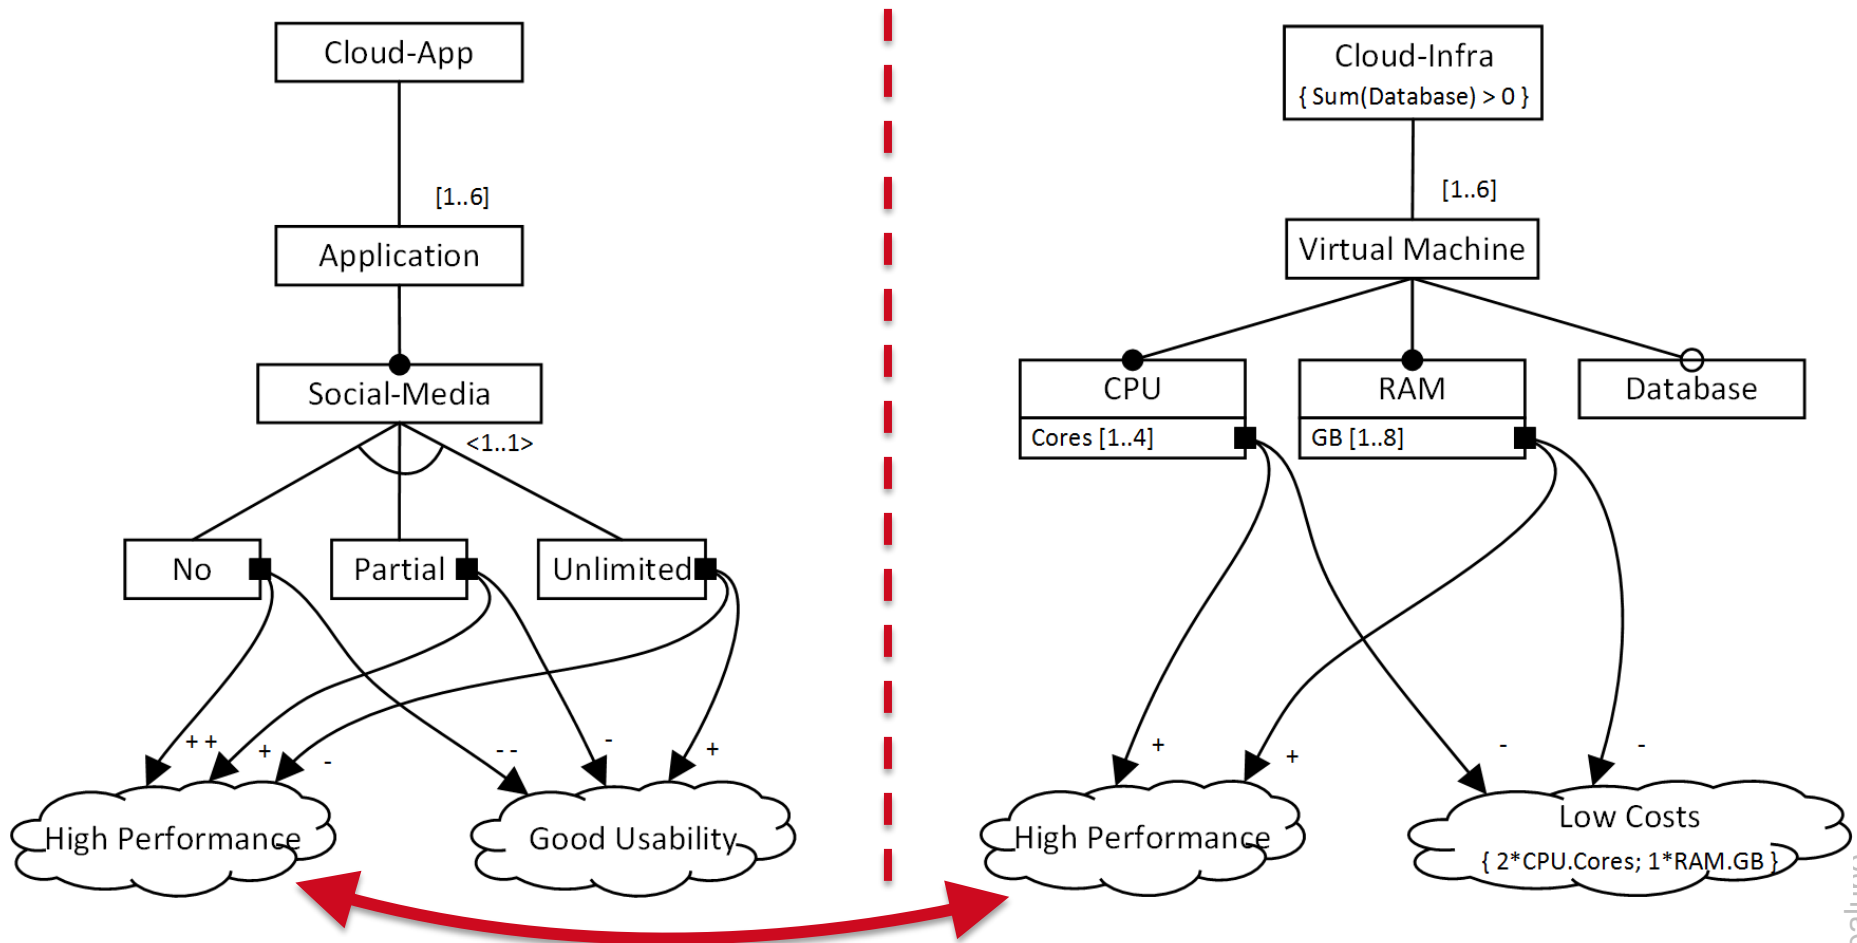 Cloud-App
[1..6]
Application
Social-Media
<1..1>
No
Partial
Unlimited
++
+
-
--
-
+
High Performance
Good Usability
Cloud-Infra
{ Sum(Database) > 0 }
[1..6]
Virtual Machine
CPU
RAM
Database
Cores [1..4]
GB [1..8]
+
+
-
-
High Performance
Low Costs
{ 2*CPU.Cores; 1*RAM.GB }